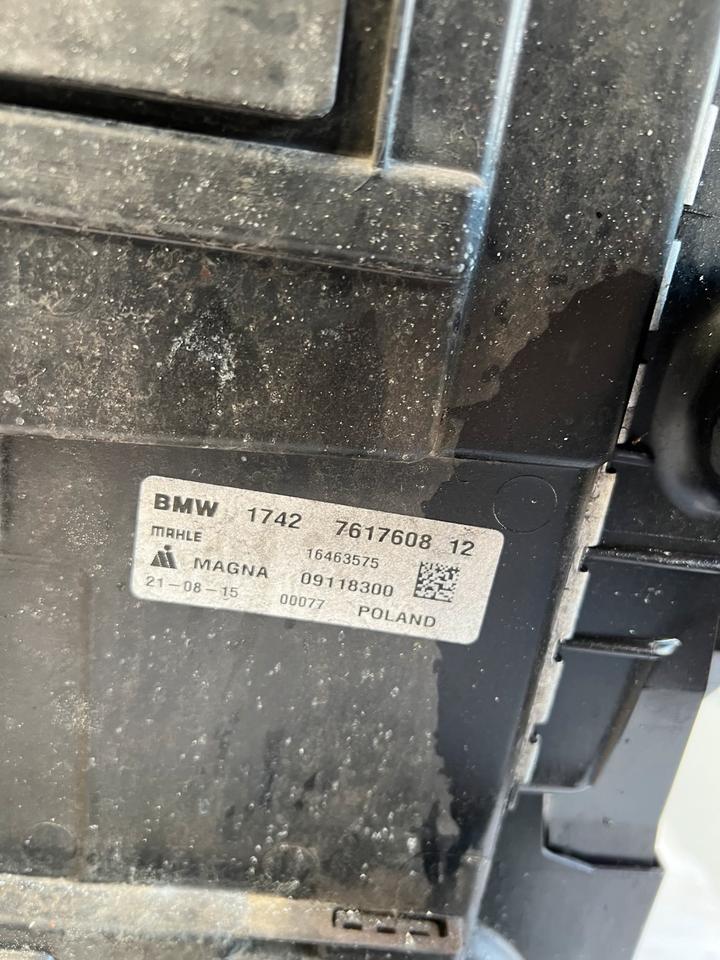 BMW 1742 7617608 12
MAHLE 16463575
MAGNA 09118300
21-08-15 00077 POLAND